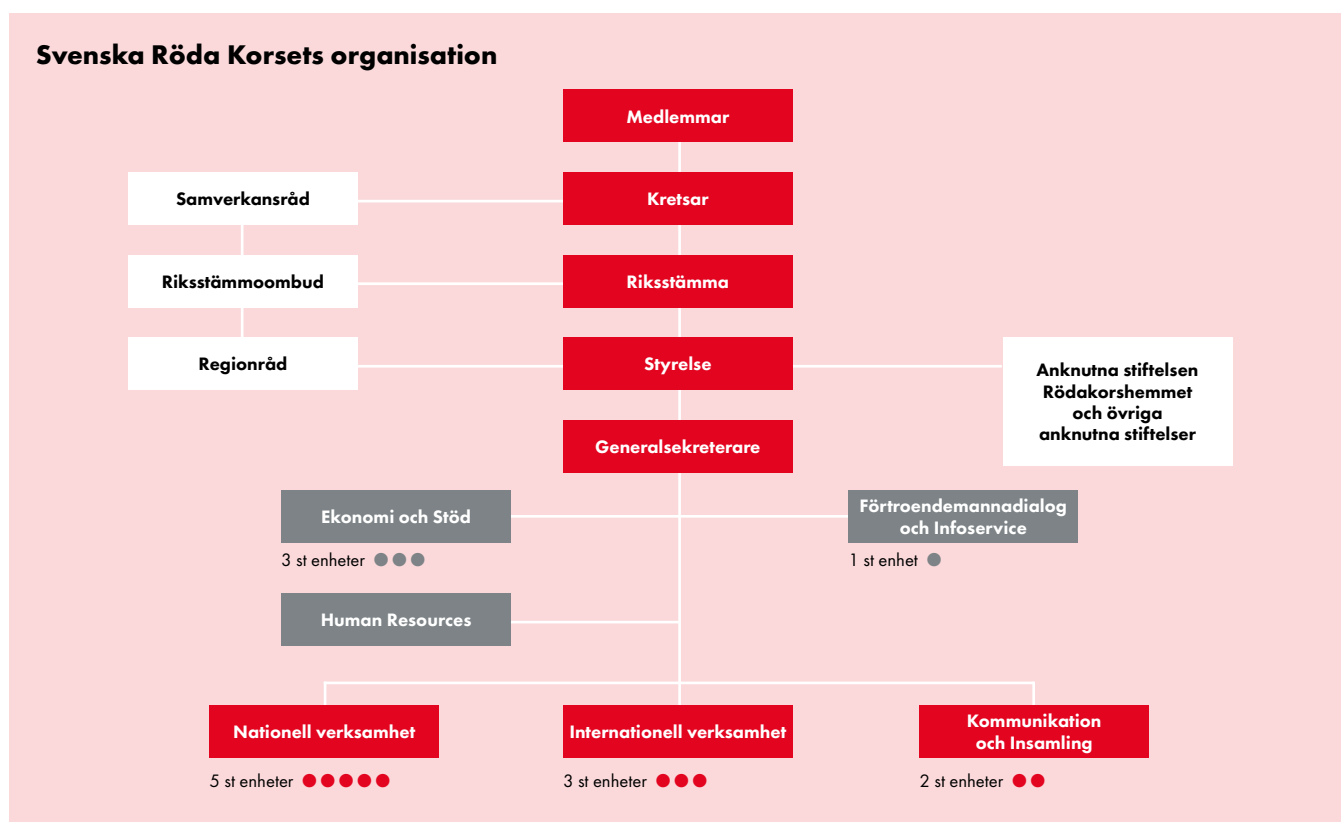 Svenska Röda Korsets organisation
Medlemmar
Samverkansråd
Kretsar
Riksstämmoombud
Riksstämma
Regionråd
Styrelse
Anknutna stiftelsen
Rödakorshemmet
och övriga
anknutna stiftelser
Generalsekreterare
Ekonomi och Stöd
3 st enheter
Förtroendemannadialog
och Infoservice
1 st enhet
Human Resources
Nationell verksamhet
5 st enheter
Internationell verksamhet
3 st enheter
Kommunikation
och Insamling
2 st enheter